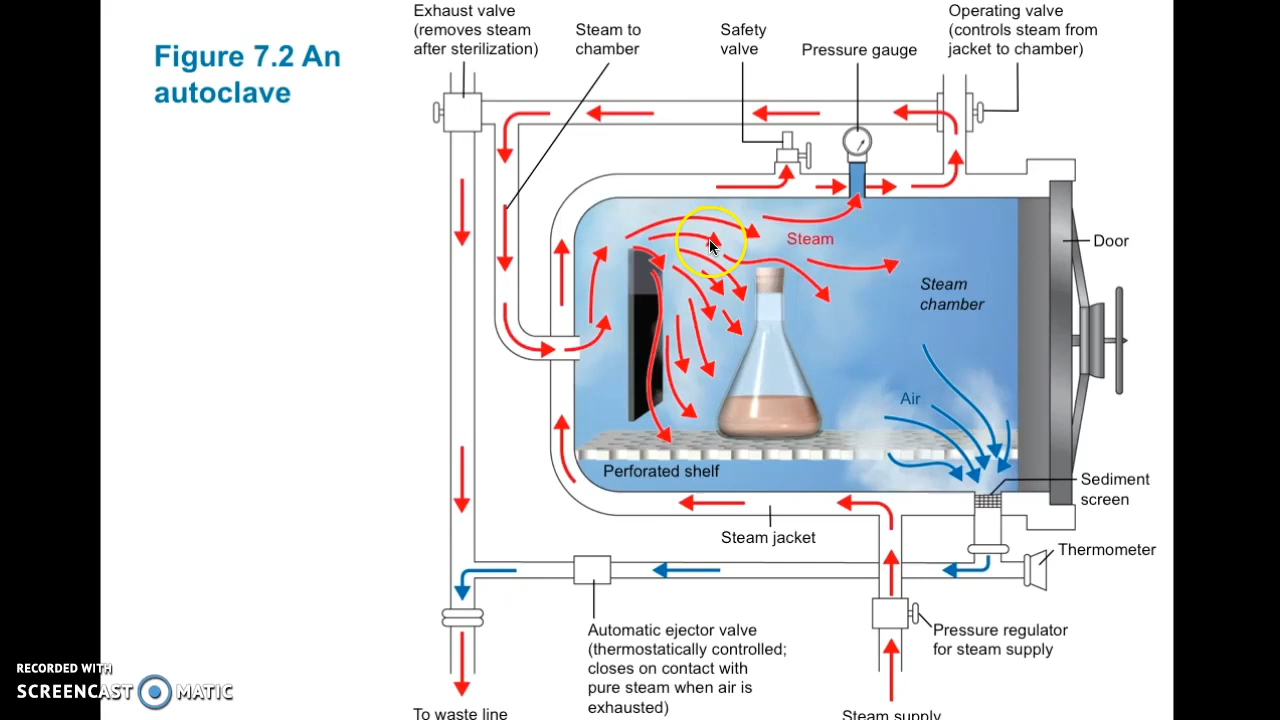 Figure 7.2 An
autoclave
Exhaust valve
(removes steam
after sterilization)
Steam to
chamber
Safety
valve
Pressure gauge
Operating valve
(controls steam from
jacket to chamber)
Steam
Door
Steam
chamber
Air
Perforated shelf
Sediment
screen
Steam jacket
Thermometer
Automatic ejector valve
(thermostatically controlled;
closes on contact with
pure steam when air is
exhausted)
Pressure regulator
for steam supply
To waste line
Steam supply
RECORDED WITH
SCREENCAST MATIC